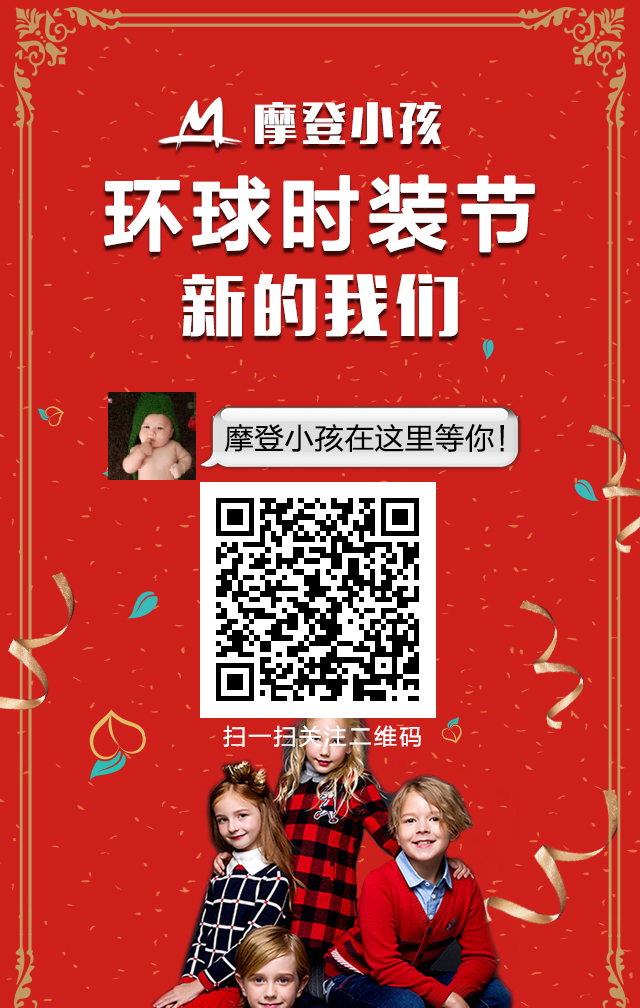 摩登小孩
环球时装节
新的我们
摩登小孩在这里等你!
扫一扫关注二维码